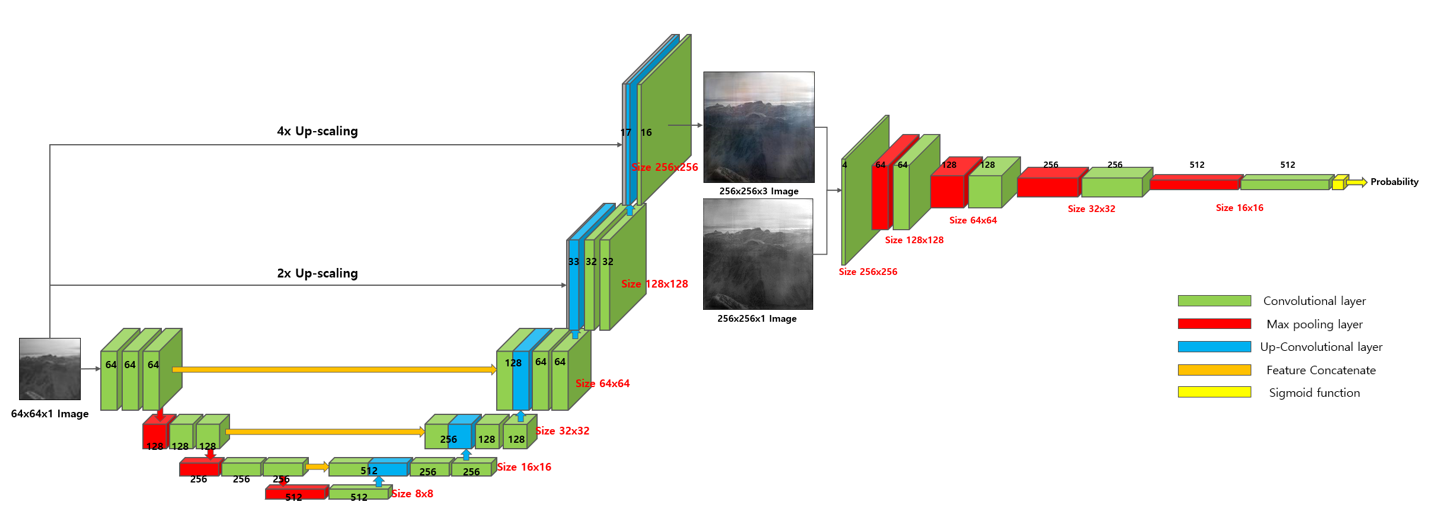 4x Up-scaling
2x Up-scaling
64x64x1 Image
64 64 64
128 128 128
256 256 256
512 512
Size 8x8
512 256 256
Size 16x16
256 128 128
Size 32x32
128 64 64
Size 64x64
33 32 32
Size 128x128
17 16
Size 256x256
256x256x3 Image
256x256x1 Image
4
Size 256x256
64 64
Size 128x128
128 128
Size 64x64
256 256
Size 32x32
512 512
Size 16x16
Probability
Convolutional layer
Max pooling layer
Up-Convolutional layer
Feature Concatenate
Sigmoid function